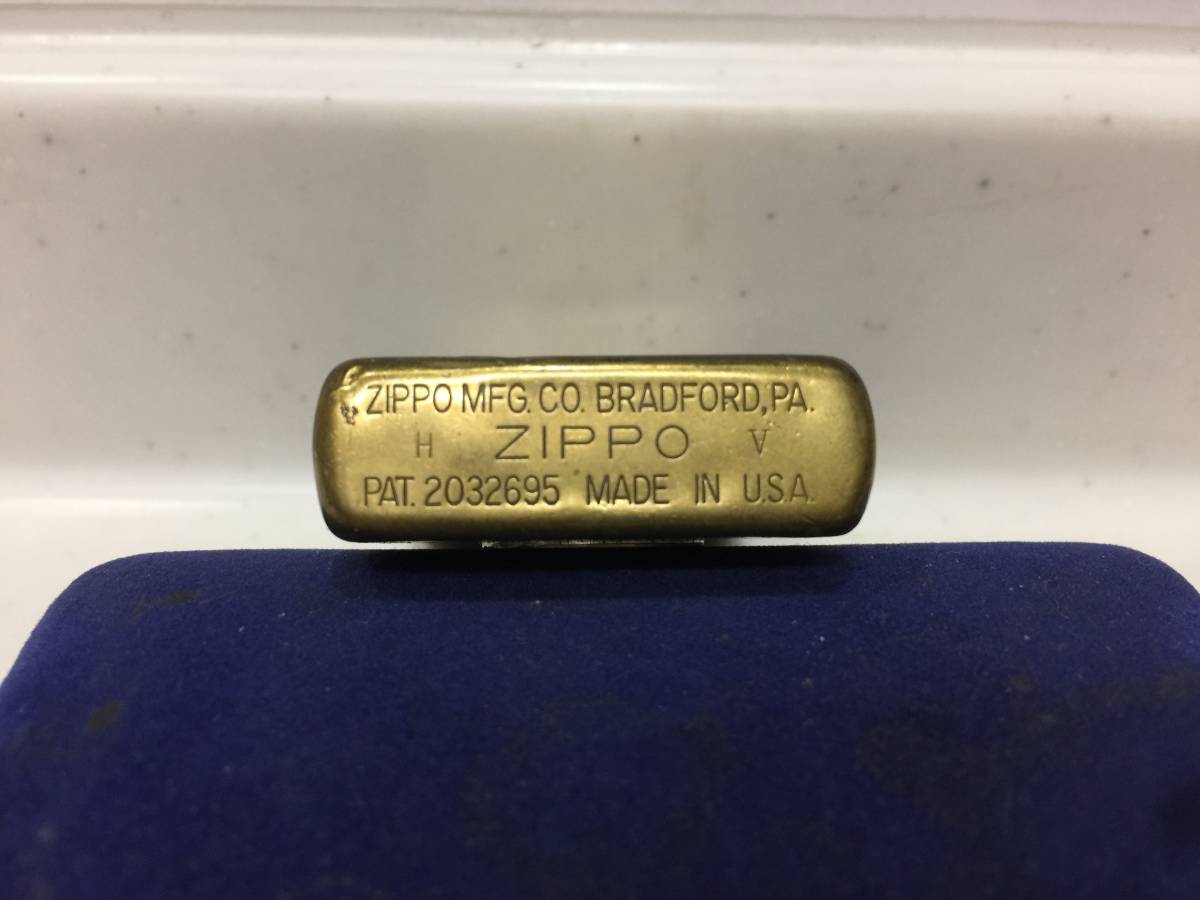 ZIPPO MFG. CO. BRADFORD, PA.
H ZIPPO V
PAT. 2032695 MADE IN U.S.A.